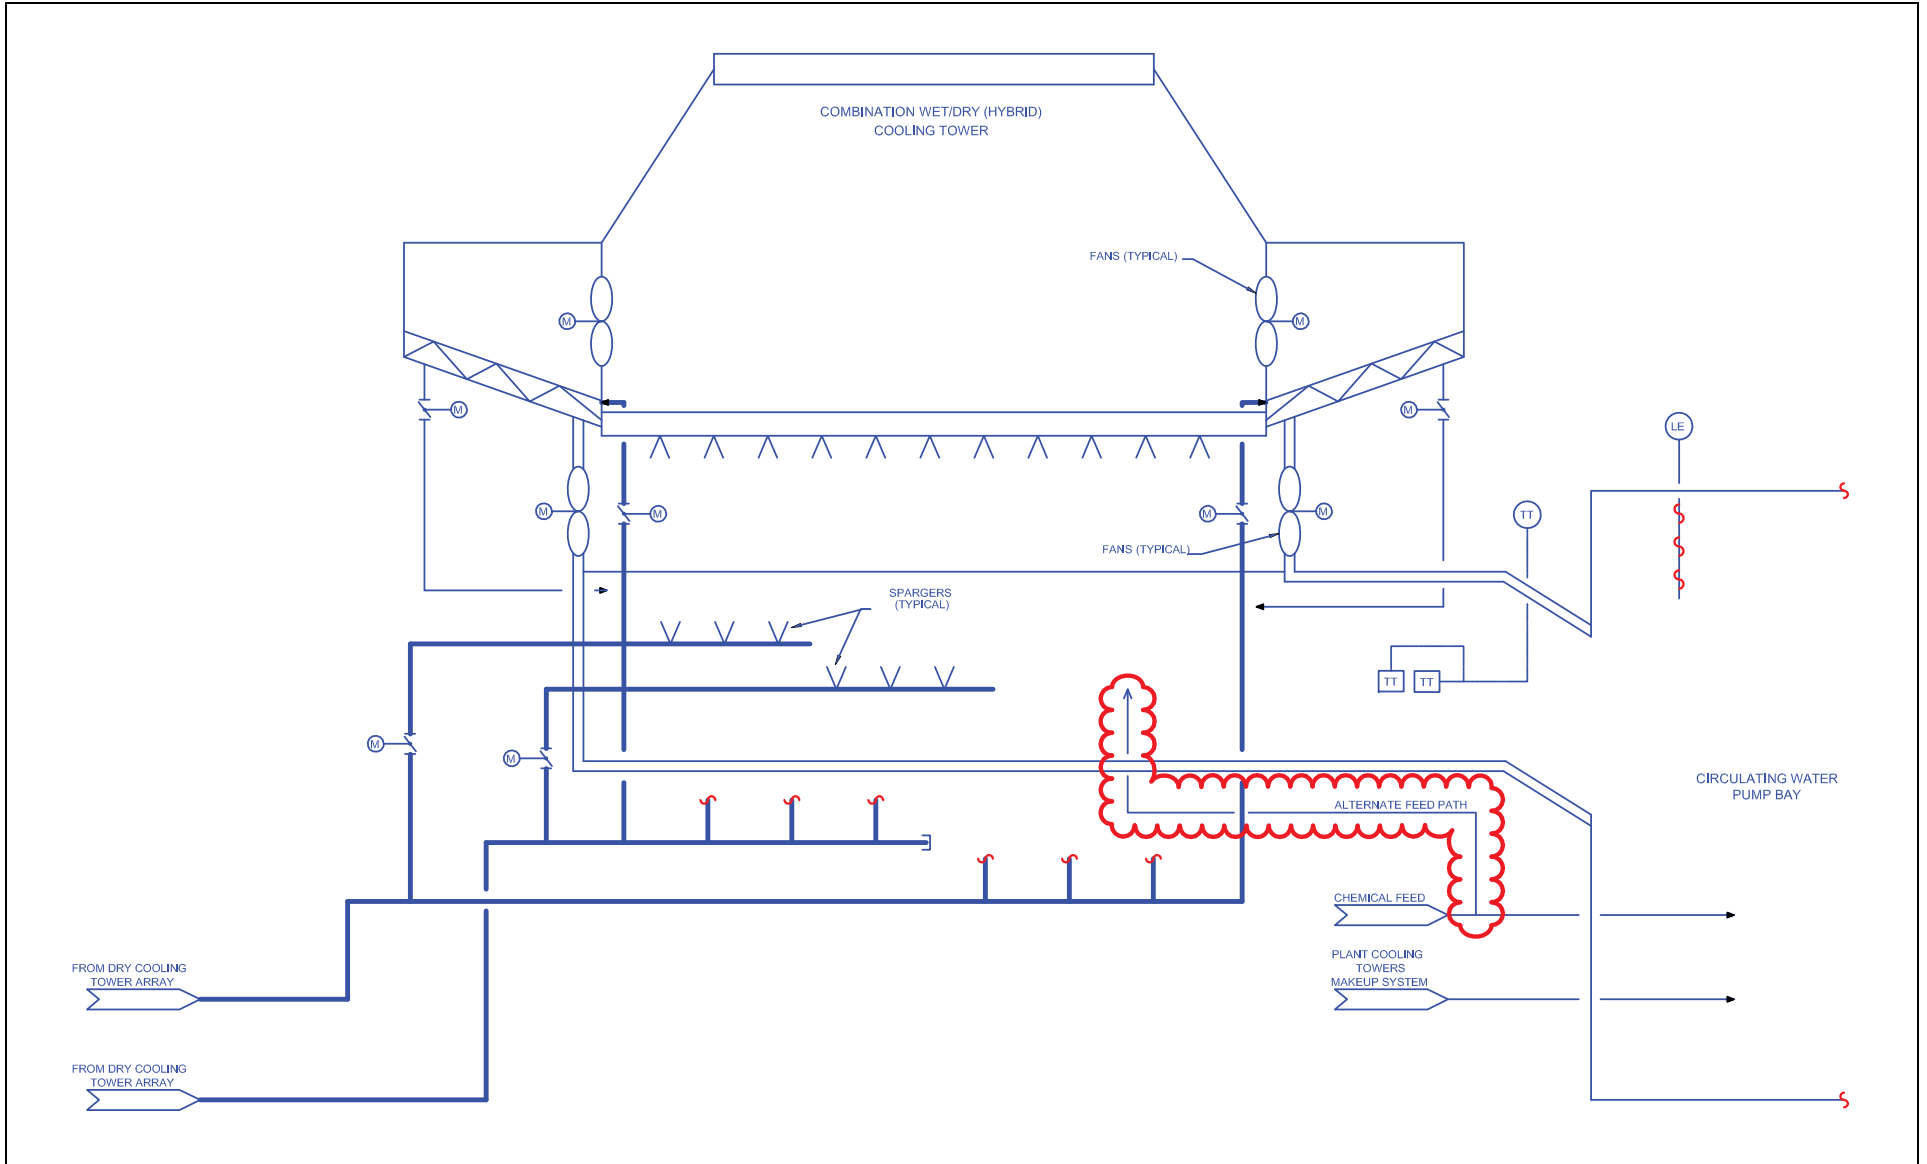 COMBINATION WET/DRY (HYBRID)
COOLING TOWER
FANS (TYPICAL)
M
M
M
M
LE
M
M
M
M
TT
FANS (TYPICAL)
SPARGERS
(TYPICAL)
TT
TT
M
M
CIRCULATING WATER
PUMP BAY
ALTERNATE FEED PATH
CHEMICAL FEED
PLANT COOLING
TOWERS
MAKEUP SYSTEM
FROM DRY COOLING
TOWER ARRAY
FROM DRY COOLING
TOWER ARRAY